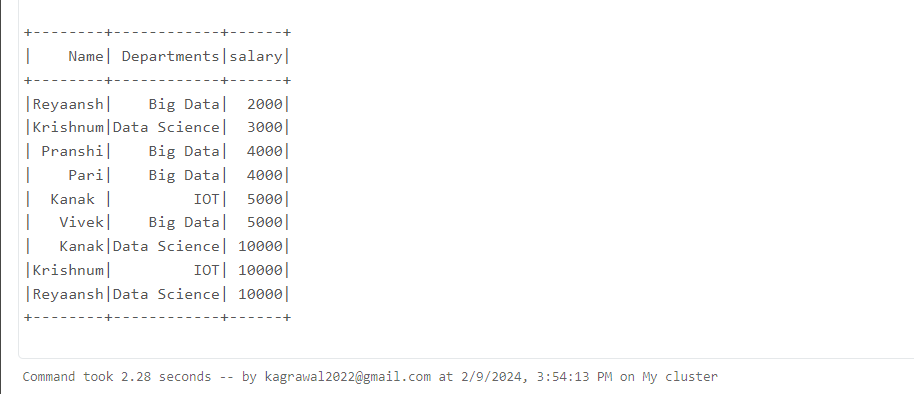 +--------+------------+------+
|    Name| Departments|salary|
+--------+------------+------+
|Reyaansh|    Big Data|  2000|
|Krishnum|Data Science|  3000|
| Pranshi|    Big Data|  4000|
|    Pari|    Big Data|  4000|
|  Kanak |         IOT|  5000|
|   Vivek|    Big Data|  5000|
|   Kanak|Data Science| 10000|
|Krishnum|         IOT| 10000|
|Reyaansh|Data Science| 10000|
+--------+------------+------+
Command took 2.28 seconds -- by kagrawal2022@gmail.com at 2/9/2024, 3:54:13 PM on My cluster